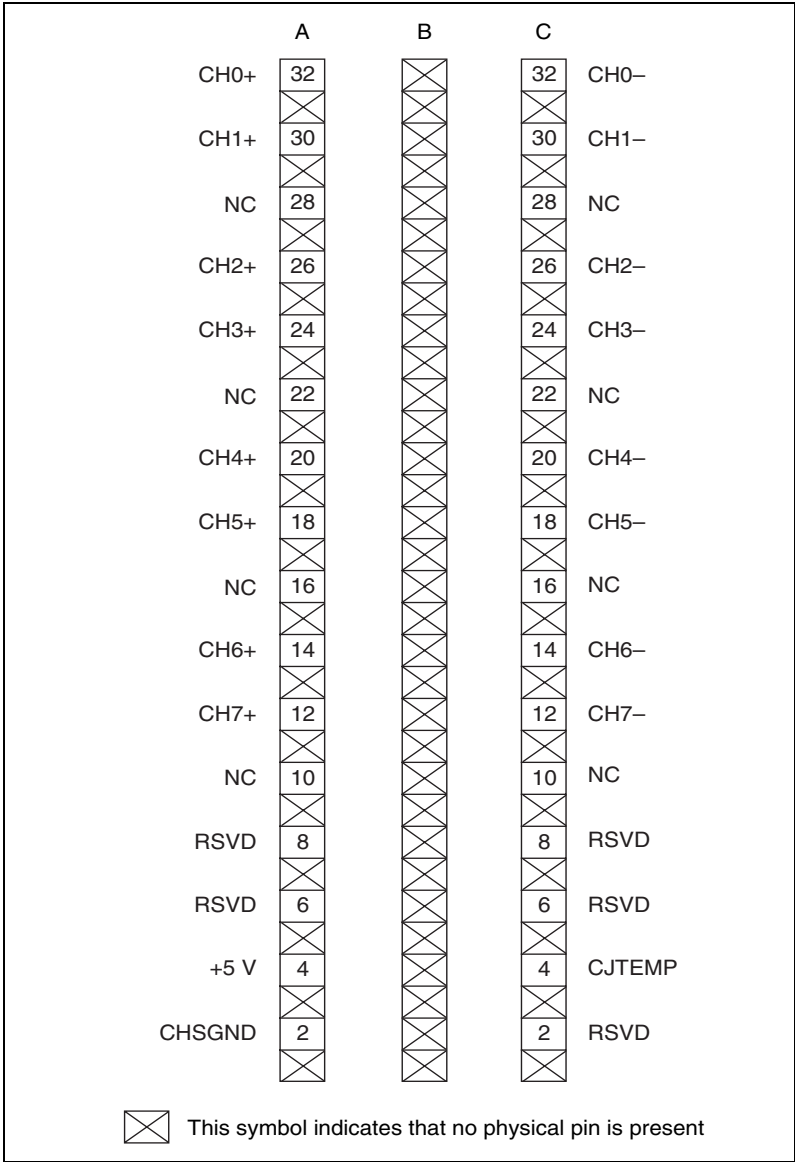 A B C
CH0+ 32 32 CH0–
CH1+ 30 30 CH1–
NC 28 28 NC
CH2+ 26 26 CH2–
CH3+ 24 24 CH3–
NC 22 22 NC
CH4+ 20 20 CH4–
CH5+ 18 18 CH5–
NC 16 16 NC
CH6+ 14 14 CH6–
CH7+ 12 12 CH7–
NC 10 10 NC
RSVD 8 8 RSVD
RSVD 6 6 RSVD
+5 V 4 4 CJTEMP
CHSGND 2 2 RSVD
This symbol indicates that no physical pin is present